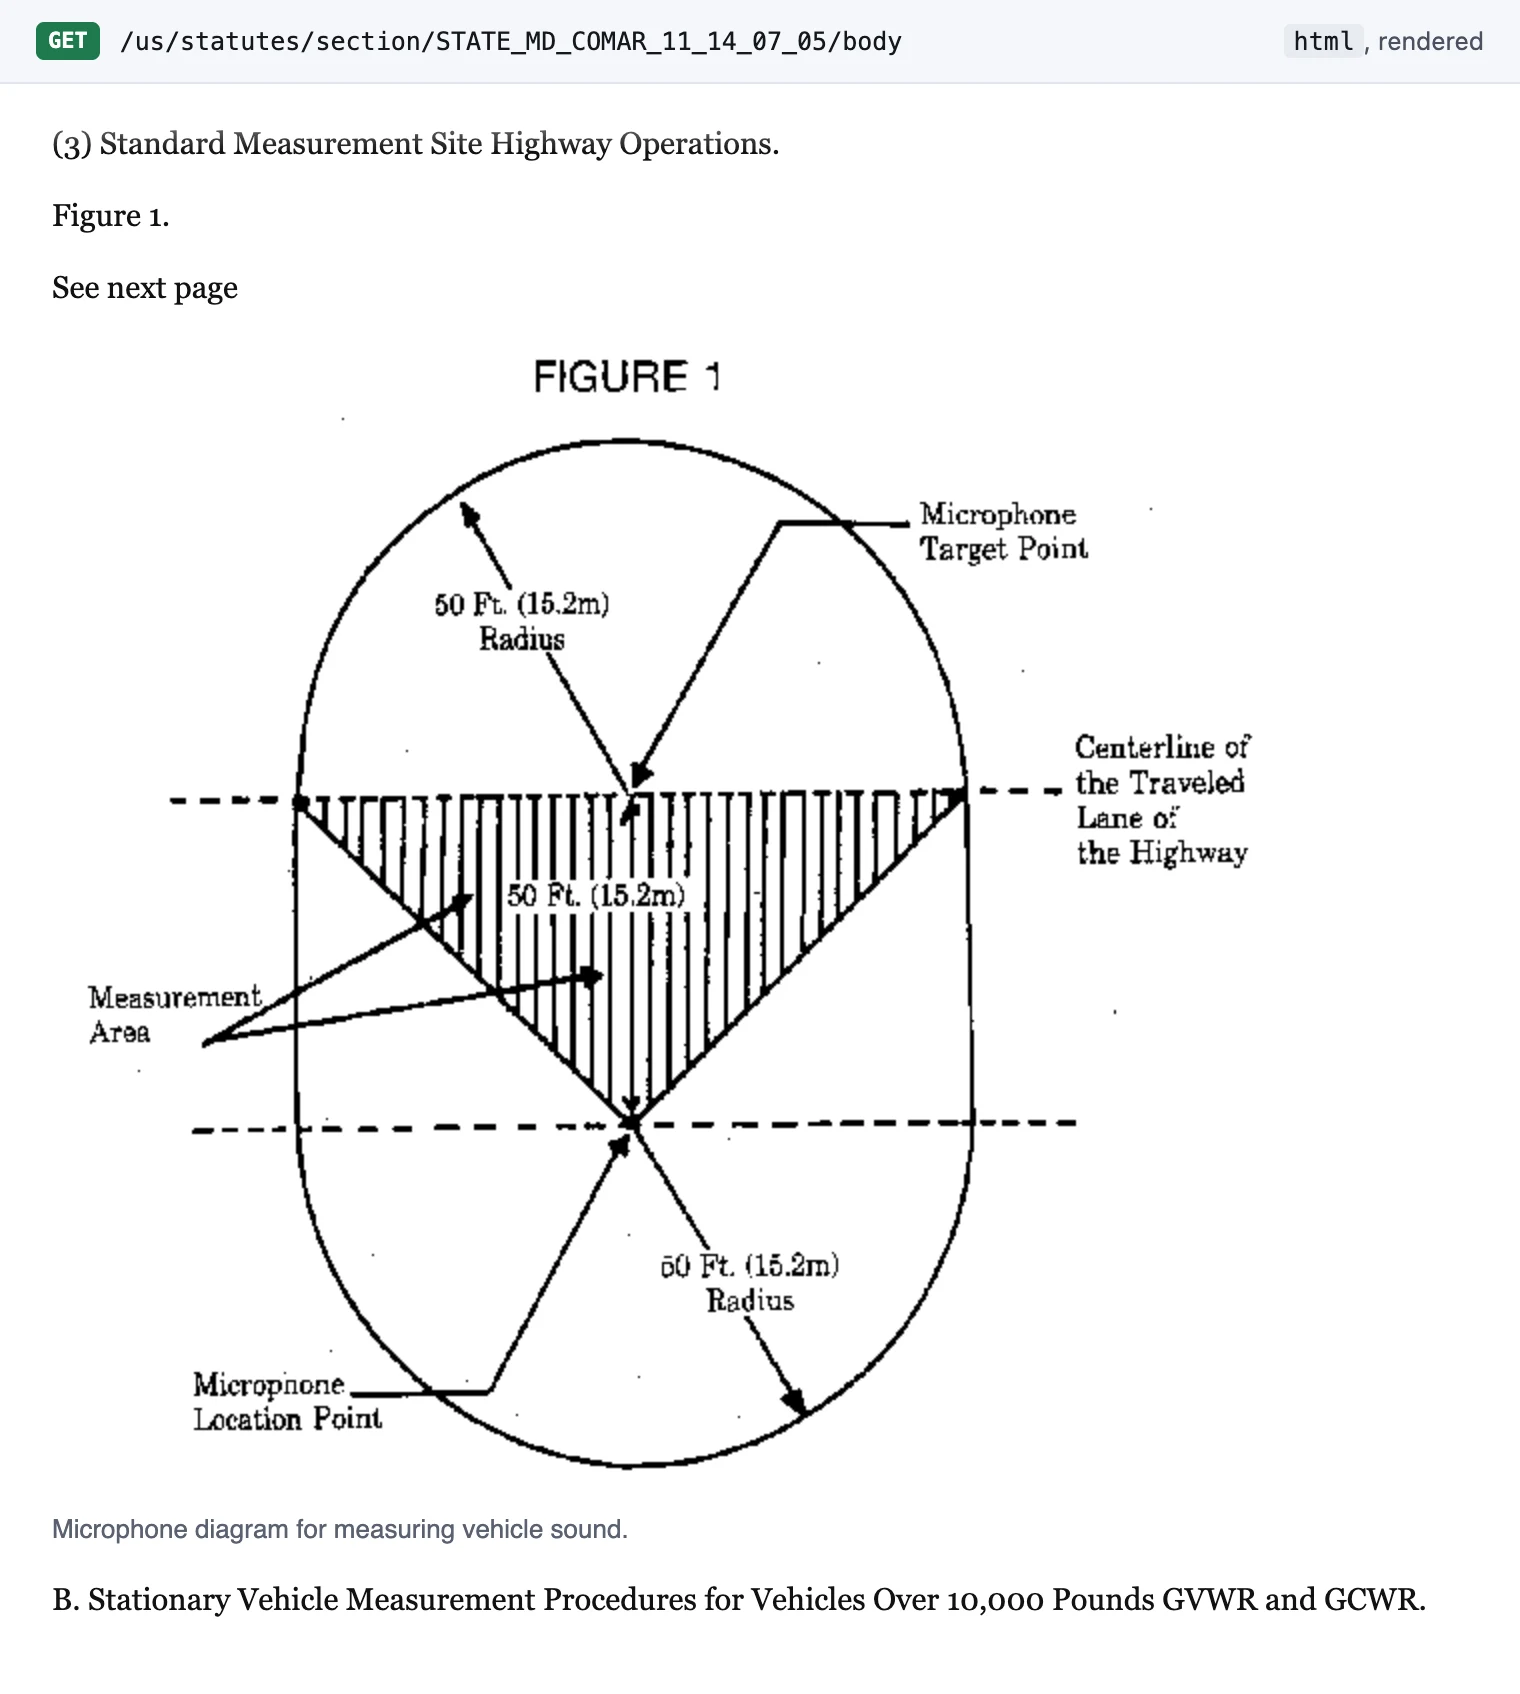 GET /us/statutes/section/STATE_MD_COMAR_11_14_07_05/body html, rendered
(3) Standard Measurement Site Highway Operations.
Figure 1.
See next page
FIGURE 1
Microphone
Target Point
50 Ft. (15.2m)
Radius
Centerline of
the Traveled
Lane of
the Highway
50 Ft. (15.2m)
Measurement
Area
50 Ft. (15.2m)
Radius
Microphone
Location Point
Microphone diagram for measuring vehicle sound.
B. Stationary Vehicle Measurement Procedures for Vehicles Over 10,000 Pounds GVWR and GCWR.